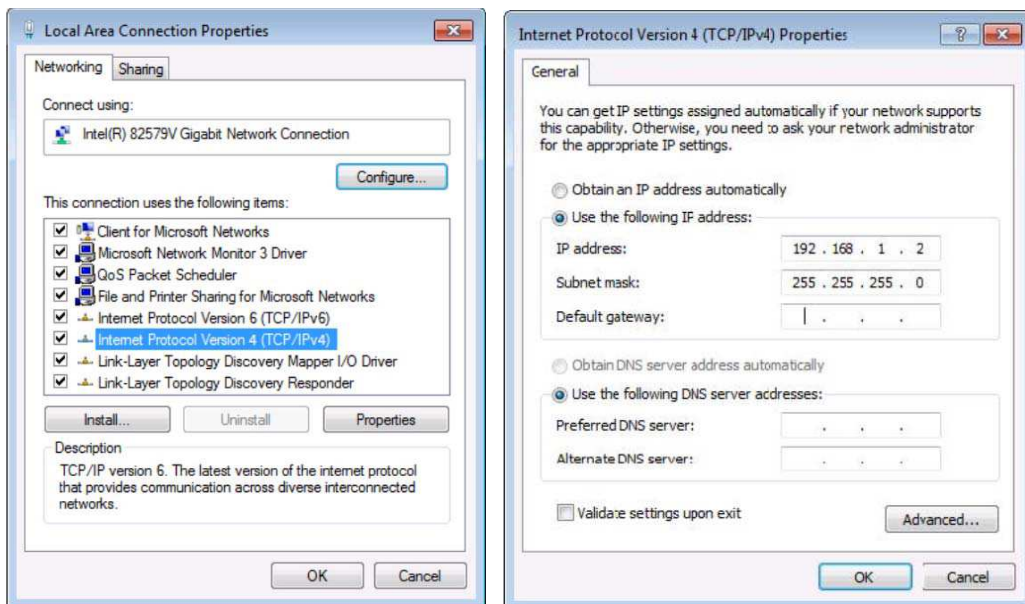 Local Area Connection Properties
Networking
Sharing
Connect using:
Intel(R) 82579V Gigabit Network Connection
Configure...
This connection uses the following items:
Client for Microsoft Networks
Microsoft Network Monitor 3 Driver
QoS Packet Scheduler
File and Printer Sharing for Microsoft Networks
Internet Protocol Version 6 (TCP/IPv6)
Internet Protocol Version 4 (TCP/IPv4)
Link-Layer Topology Discovery Mapper I/O Driver
Link-Layer Topology Discovery Responder
Install...
Uninstall
Properties
Description
TCP/IP version 6. The latest version of the internet protocol
that provides communication across diverse interconnected
networks.
OK
Cancel
Internet Protocol Version 4 (TCP/IPv4) Properties
General
You can get IP settings assigned automatically if your network supports
this capability. Otherwise, you need to ask your network administrator
for the appropriate IP settings.
Obtain an IP address automatically
Use the following IP address:
IP address: 192 . 168 . 1 . 2
Subnet mask: 255 . 255 . 255 . 0
Default gateway: . . .
Obtain DNS server address automatically
Use the following DNS server addresses:
Preferred DNS server: . . .
Alternate DNS server: . . .
Validate settings upon exit
Advanced...
OK
Cancel